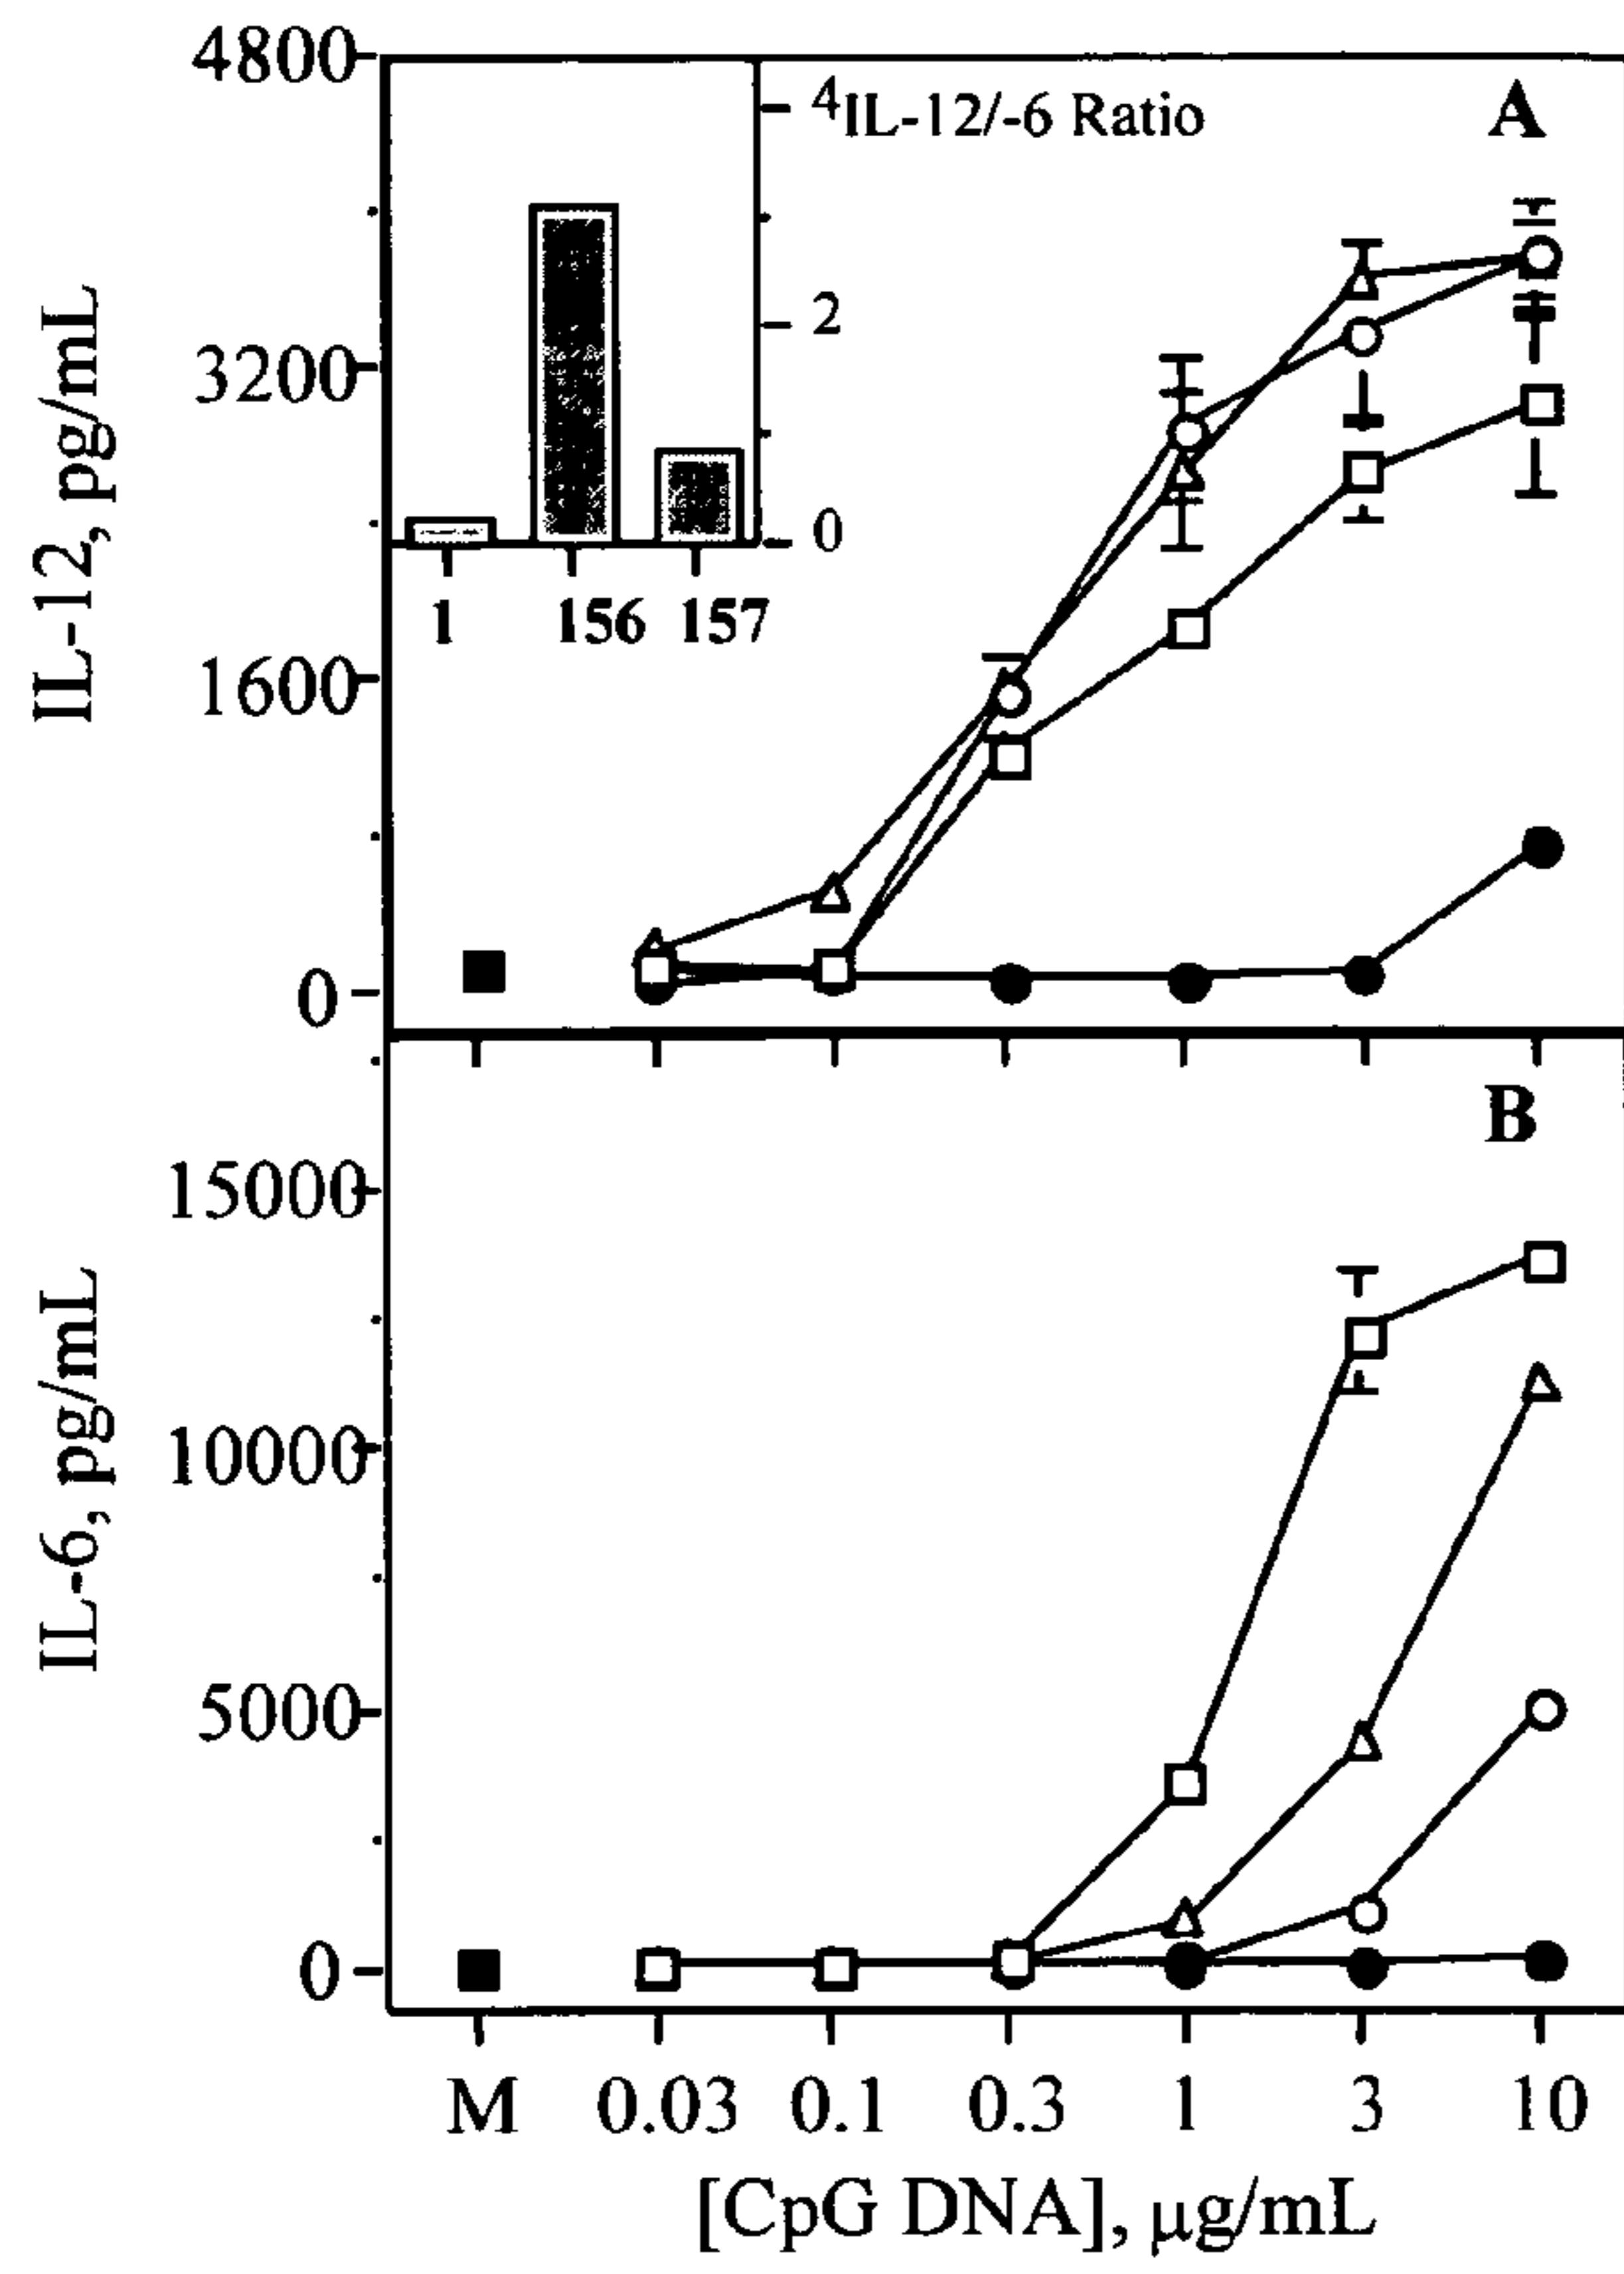 4800
4
IL-12/-6 Ratio
A
IL-12, pg/mL
3200
2
0
1
156
157
1600
0
B
15000
IL-6, pg/mL
10000
5000
0
M 0.03 0.1 0.3 1 3 10
[CpG DNA], μg/mL